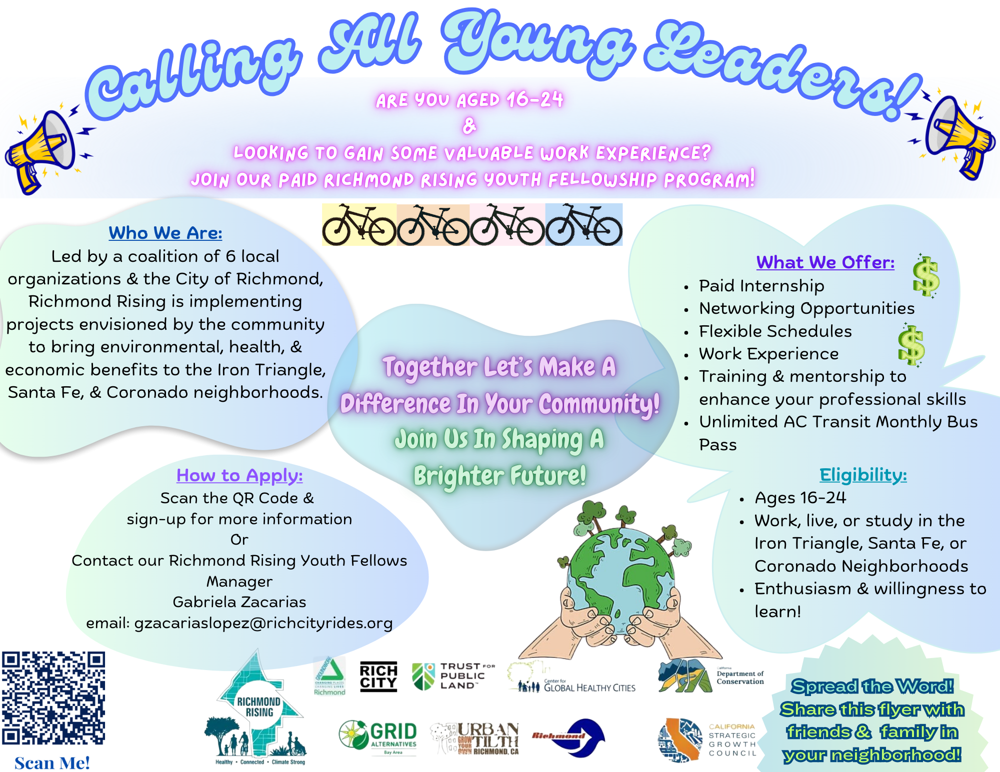 Calling All Young Leaders!
ARE YOU AGED 16-24
&
LOOKING TO GAIN SOME VALUABLE WORK EXPERIENCE?
JOIN OUR PAID RICHMOND RISING YOUTH FELLOWSHIP PROGRAM!
Who We Are:
Led by a coalition of 6 local
organizations & the City of Richmond,
Richmond Rising is implementing
projects envisioned by the community
to bring environmental, health, &
economic benefits to the Iron Triangle,
Santa Fe, & Coronado neighborhoods.
What We Offer:
• Paid Internship
• Networking Opportunities
• Flexible Schedules
• Work Experience
• Training & mentorship to
enhance your professional skills
• Unlimited AC Transit Monthly Bus
Pass
Together Let's Make A
Difference In Your Community!
Join Us In Shaping A
Brighter Future!
How to Apply:
Scan the QR Code &
sign-up for more information
Or
Contact our Richmond Rising Youth Fellows
Manager
Gabriela Zacarias
email: gzacariaslopez@richcityrides.org
Eligibility:
• Ages 16-24
• Work, live, or study in the
Iron Triangle, Santa Fe, or
Coronado Neighborhoods
• Enthusiasm & willingness to
learn!
Scan Me!
RICHMOND
RISING
Healthy • Connected • Climate Strong
GROUNDWORK
CHANGING PLACES
CHANGING LIVES
Richmond
RICH
CITY
TRUST FOR
PUBLIC
LAND™
Center for
GLOBAL HEALTHY CITIES
California
Department of
Conservation
GRID
ALTERNATIVES
Bay Area
URBAN
TILTH
GROW
YOUR
OWN
RICHMOND, CA
Richmond
CALIFORNIA
STRATEGIC
GROWTH
COUNCIL
Spread the Word!
Share this flyer with
friends & family in
your neighborhood!